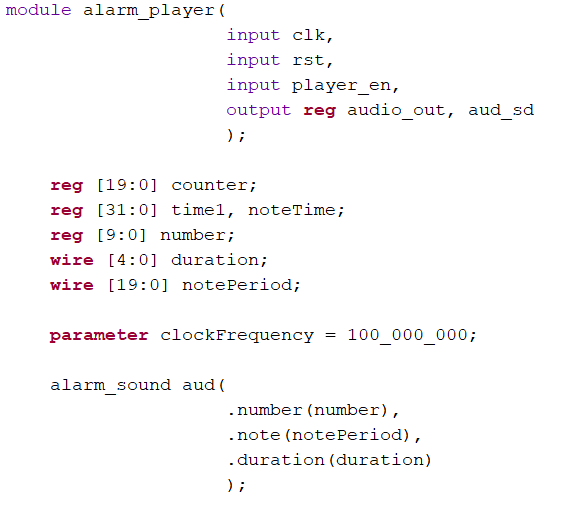 module alarm_player(
input clk,
input rst,
input player_en,
output reg audio_out, aud_sd
);
reg [19:0] counter;
reg [31:0] time1, noteTime;
reg [9:0] number;
wire [4:0] duration;
wire [19:0] notePeriod;
parameter clockFrequency = 100_000_000;
alarm_sound aud(
.number(number),
.note(notePeriod),
.duration(duration)
);